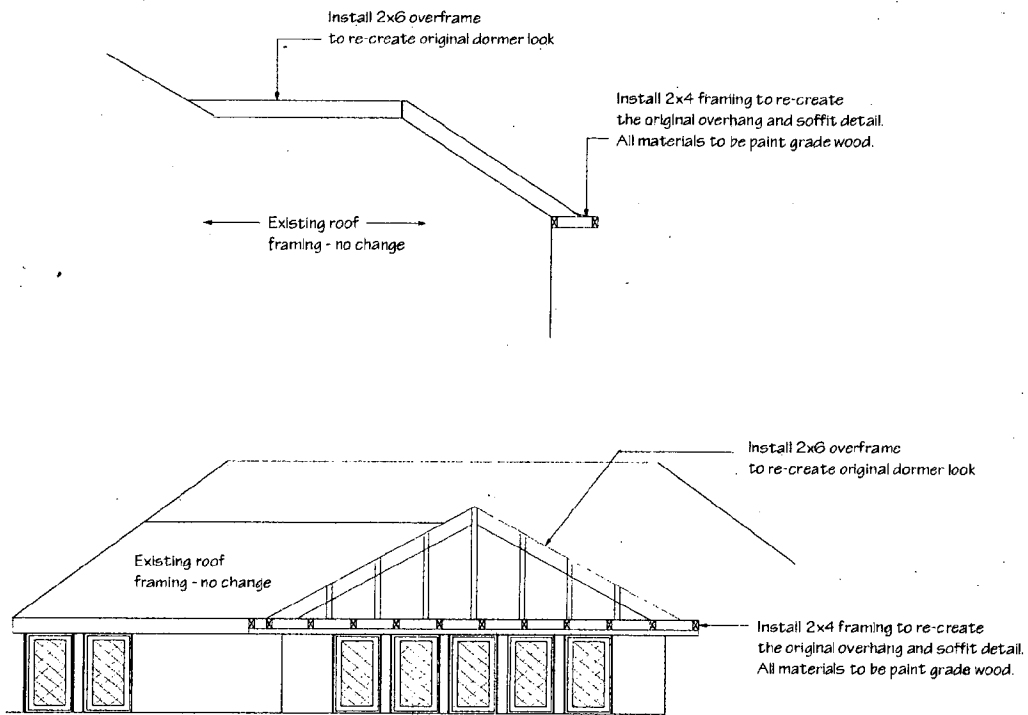 Install 2x6 overframe
to re-create original dormer look
Install 2x4 framing to re-create
the original overhang and soffit detail.
All materials to be paint grade wood.
Existing roof
framing - no change
Install 2x6 overframe
to re-create original dormer look
Existing roof
framing - no change
Install 2x4 framing to re-create
the original overhang and soffit detail.
All materials to be paint grade wood.